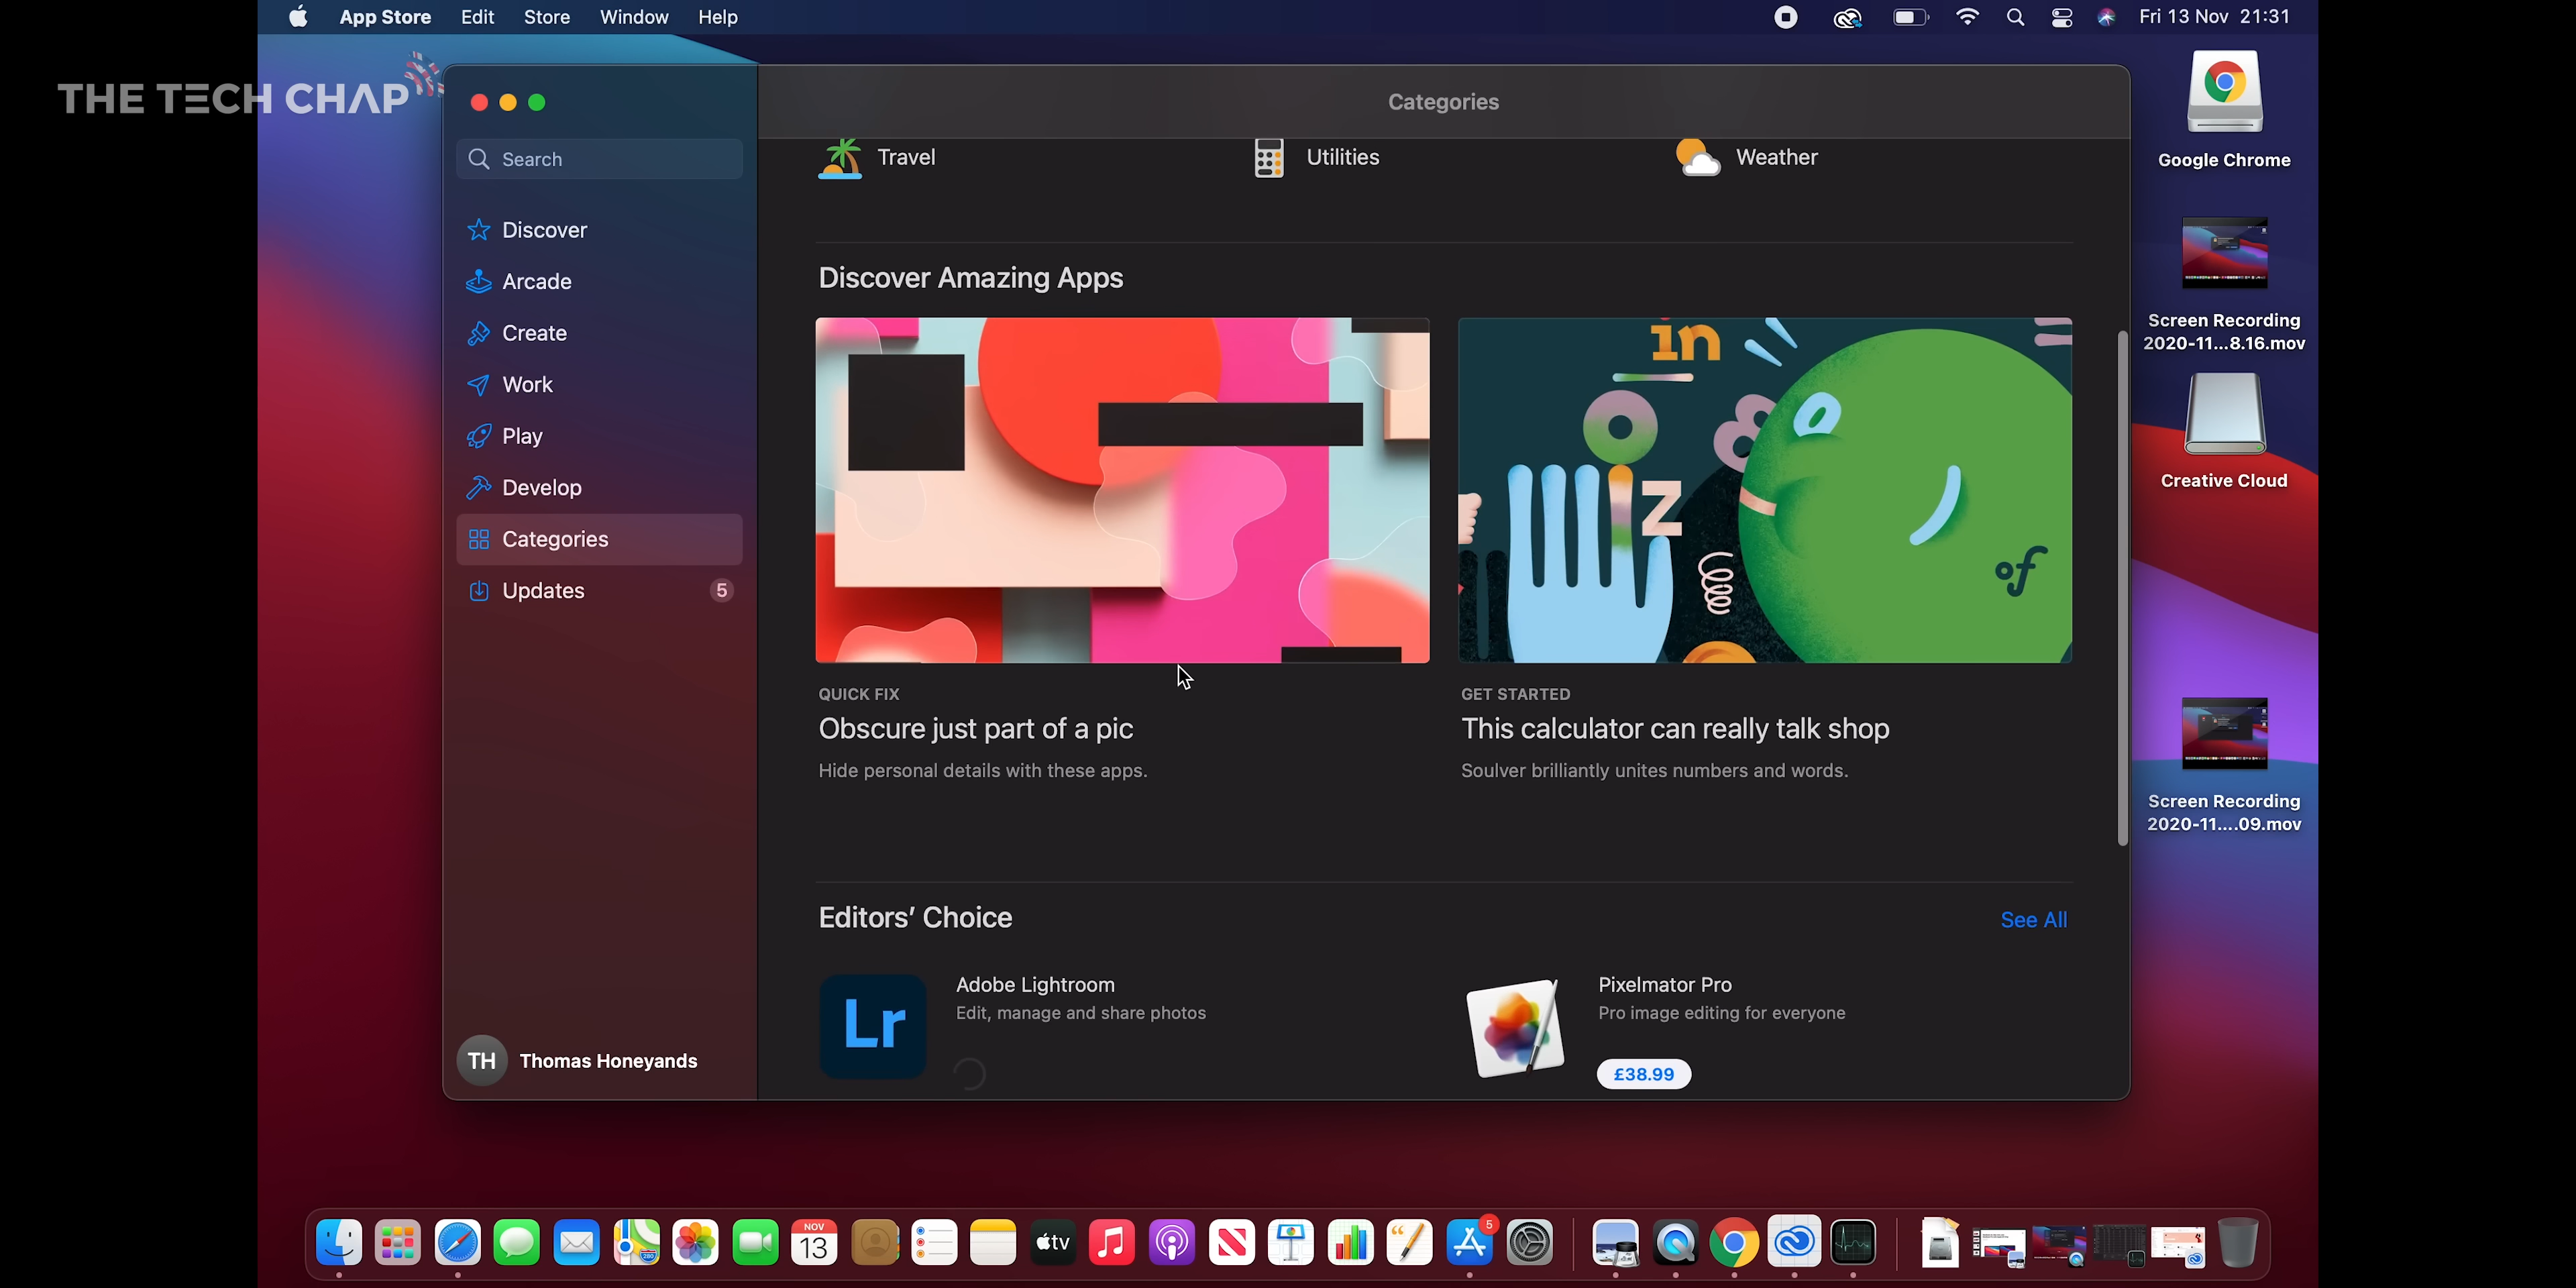 App Store Edit Store Window Help
Fri 13 Nov 21:31
THE TECH CHAP
Search
Discover
Arcade
Create
Work
Play
Develop
Categories
Updates 5
TH Thomas Honeyands
Categories
Travel
Utilities
Weather
Discover Amazing Apps
in
of
QUICK FIX
Obscure just part of a pic
Hide personal details with these apps.
GET STARTED
This calculator can really talk shop
Soulver brilliantly unites numbers and words.
Editors' Choice
See All
Lr
Adobe Lightroom
Edit, manage and share photos
Pixelmator Pro
Pro image editing for everyone
£38.99
Google Chrome
Screen Recording
2020-11...8.16.mov
Creative Cloud
Screen Recording
2020-11....09.mov
NOV
13
280
tv
5